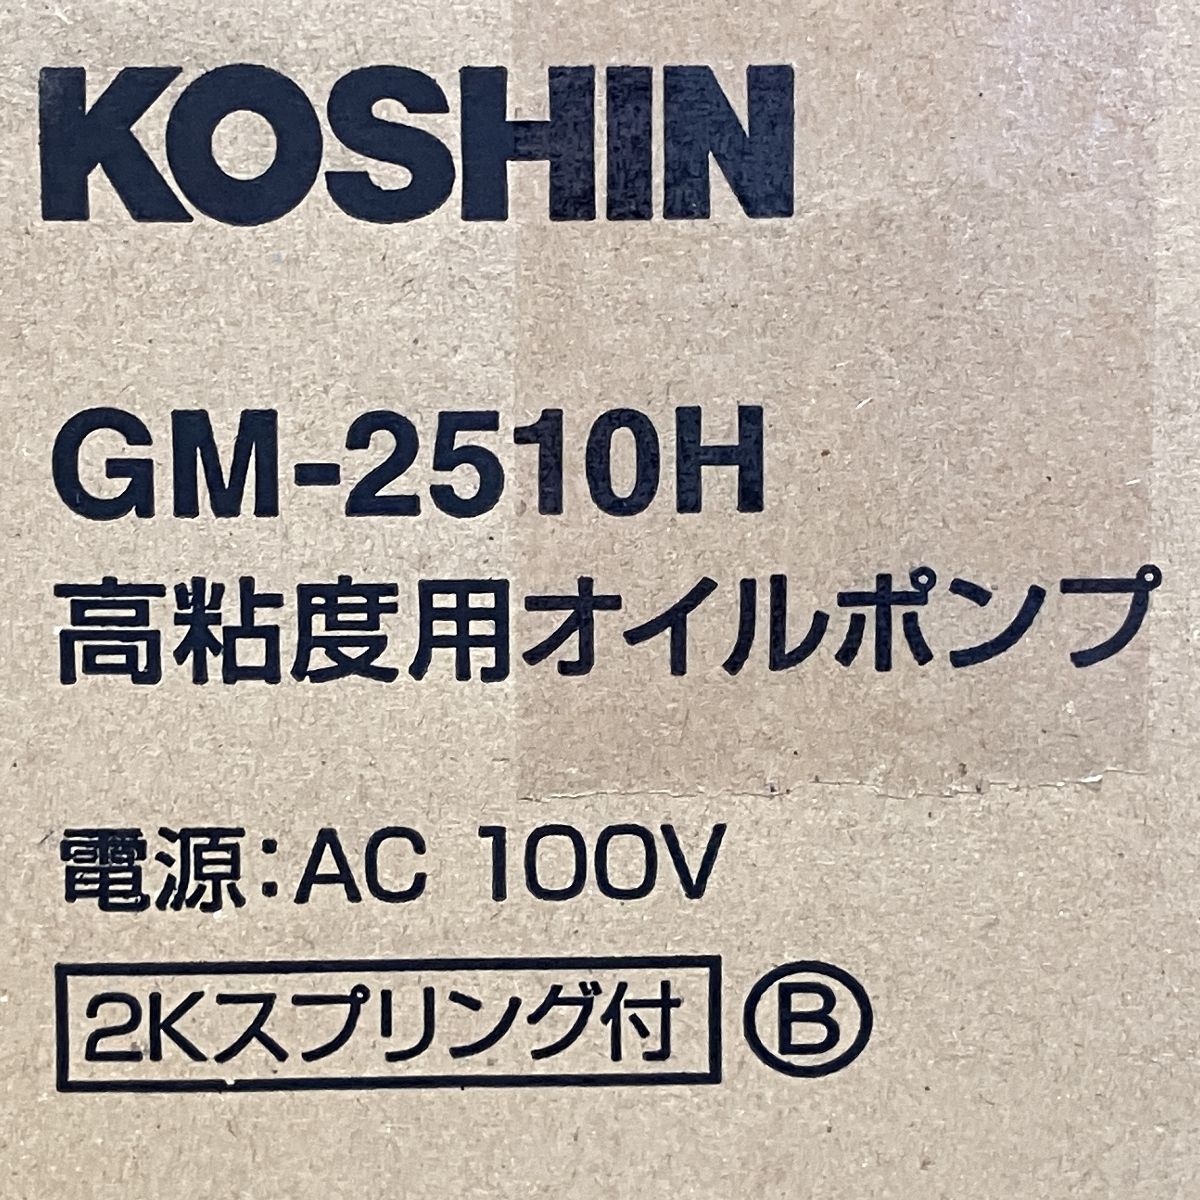 KOSHIN
GM-2510H
高粘度用オイルポンプ
電源:AC 100V
2Kスプリング付 Ⓑ